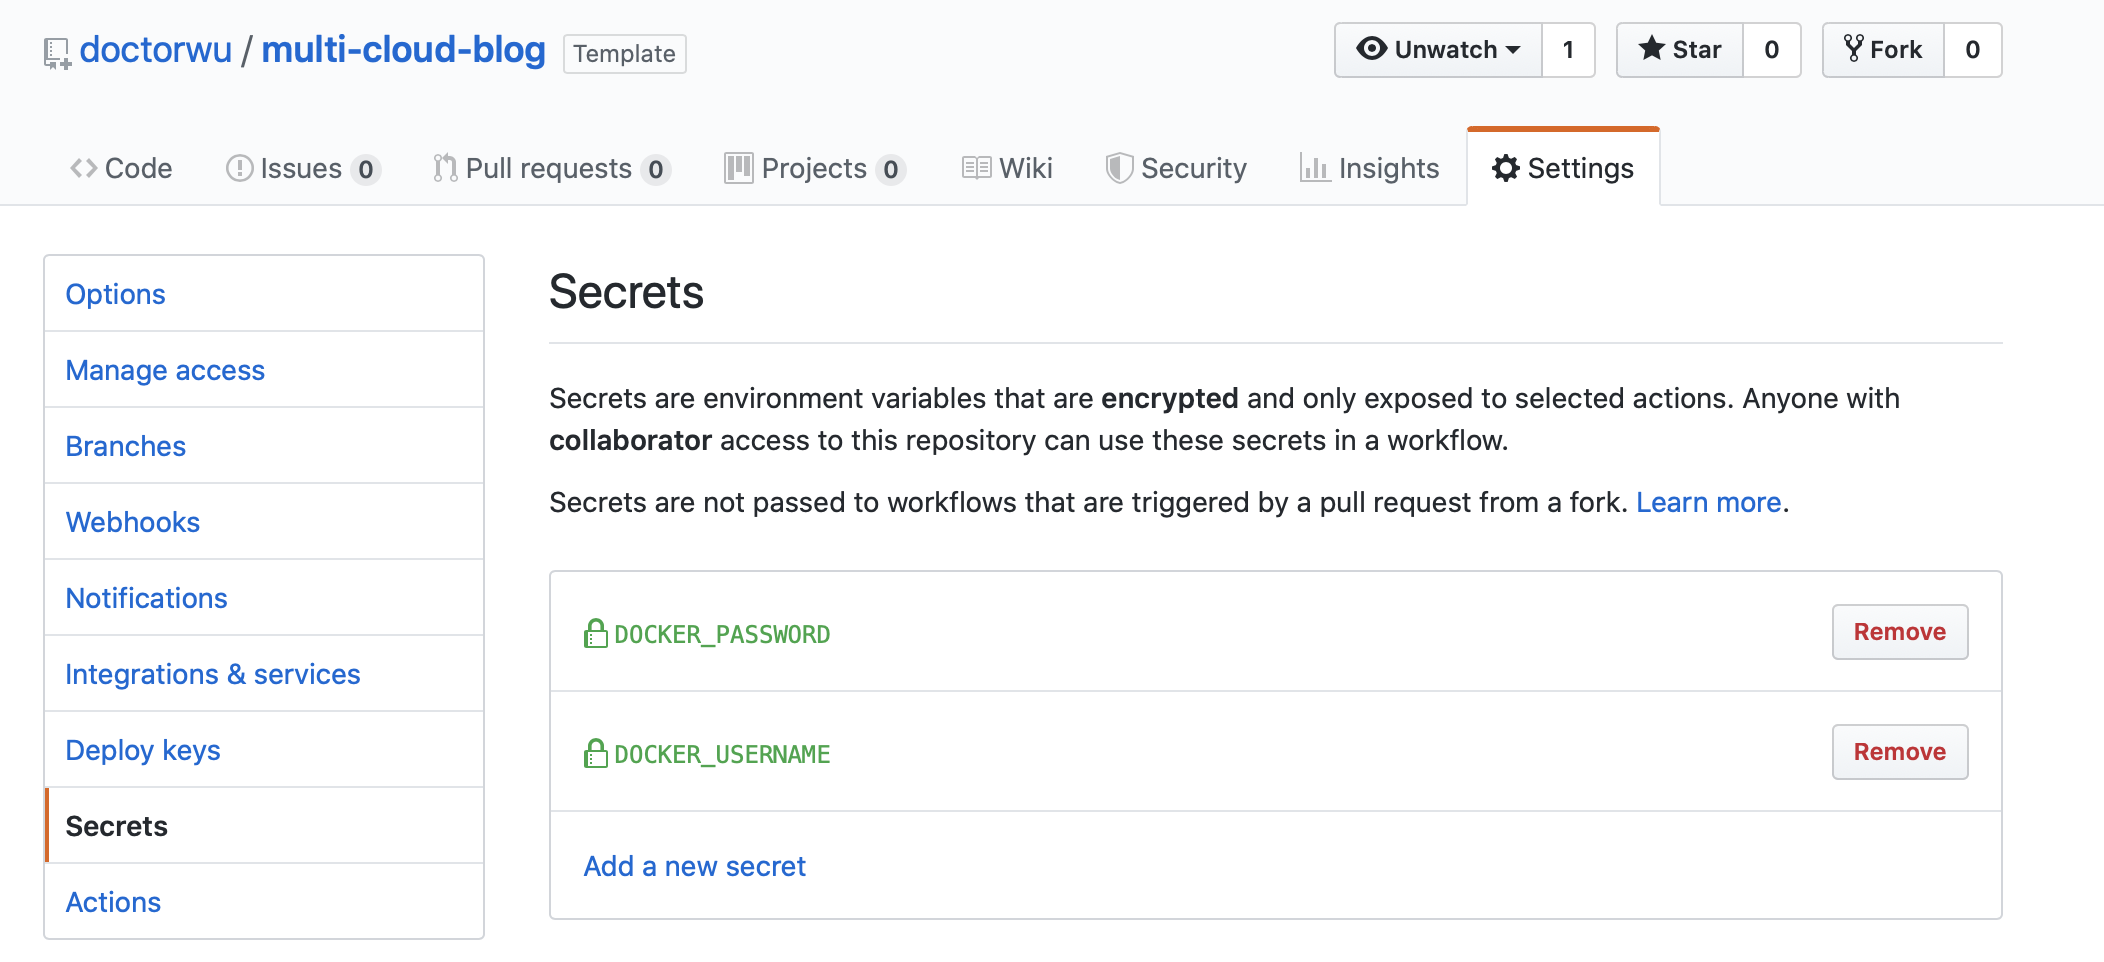 doctorwu / multi-cloud-blog Template Unwatch 1 Star 0 Fork 0
Code Issues 0 Pull requests 0 Projects 0 Wiki Security Insights Settings
Options
Manage access
Branches
Webhooks
Notifications
Integrations & services
Deploy keys
Secrets
Actions
Secrets
Secrets are environment variables that are encrypted and only exposed to selected actions. Anyone with
collaborator access to this repository can use these secrets in a workflow.
Secrets are not passed to workflows that are triggered by a pull request from a fork. Learn more.
DOCKER_PASSWORD Remove
DOCKER_USERNAME Remove
Add a new secret